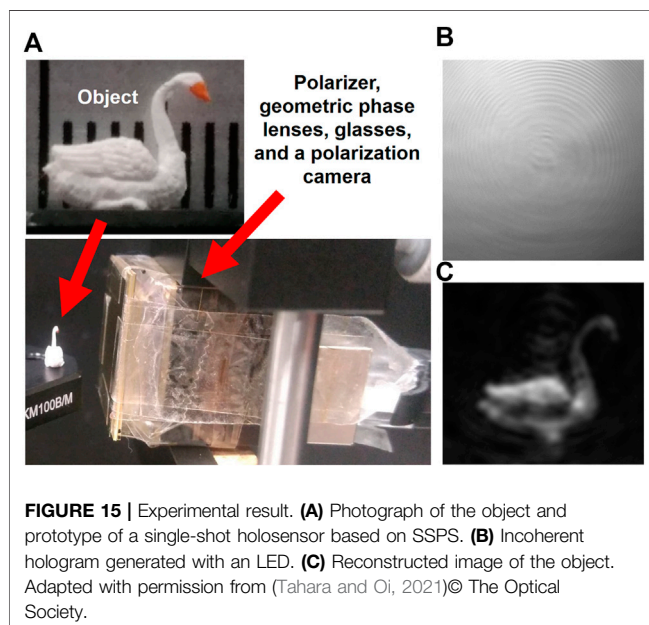 A
B
Object
Polarizer,
geometric phase
lenses, glasses,
and a polarization
camera
C
KM100B/M
FIGURE 15 | Experimental result. (A) Photograph of the object and
prototype of a single-shot holosensor based on SSPS. (B) Incoherent
hologram generated with an LED. (C) Reconstructed image of the object.
Adapted with permission from (Tahara and Oi, 2021)© The Optical
Society.